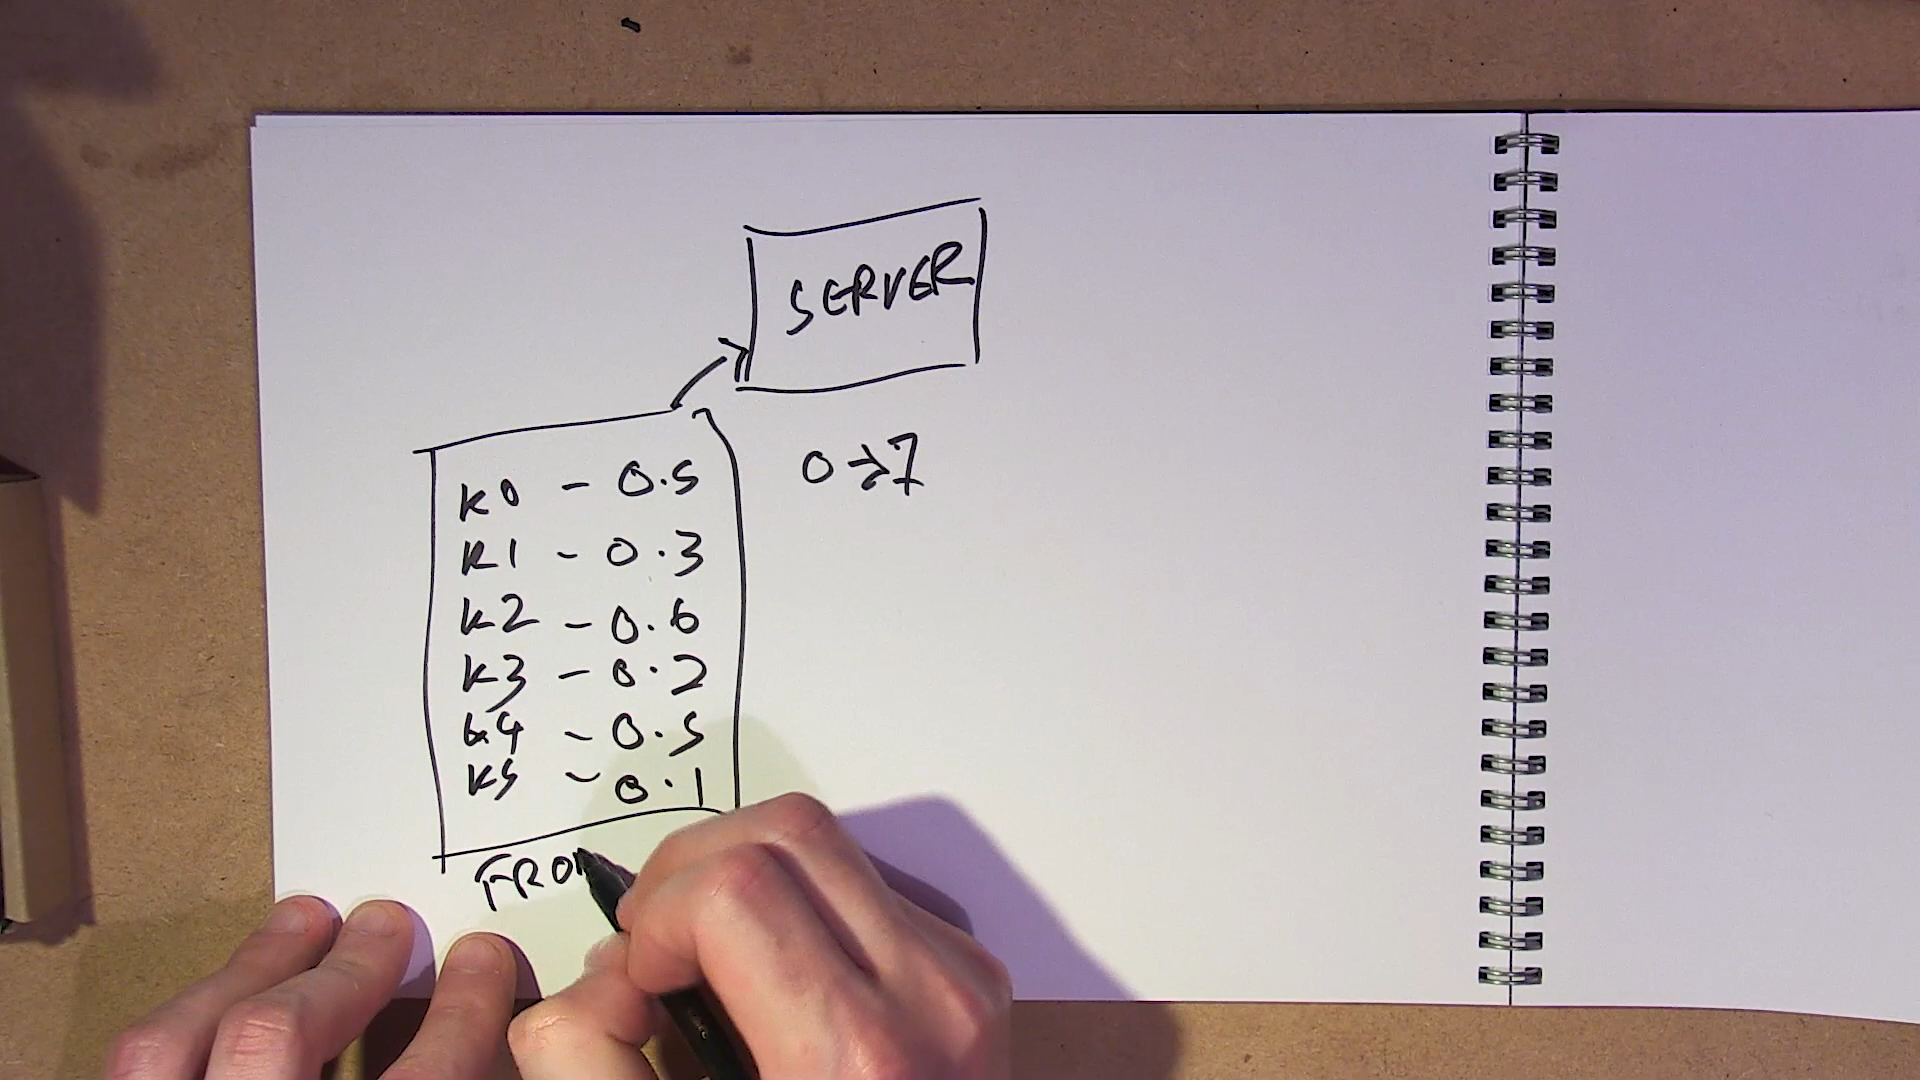 SERVER
0→7
K0 - 0.5
K1 - 0.3
K2 - 0.6
K3 - 0.2
K4 - 0.5
K5 - 0.1